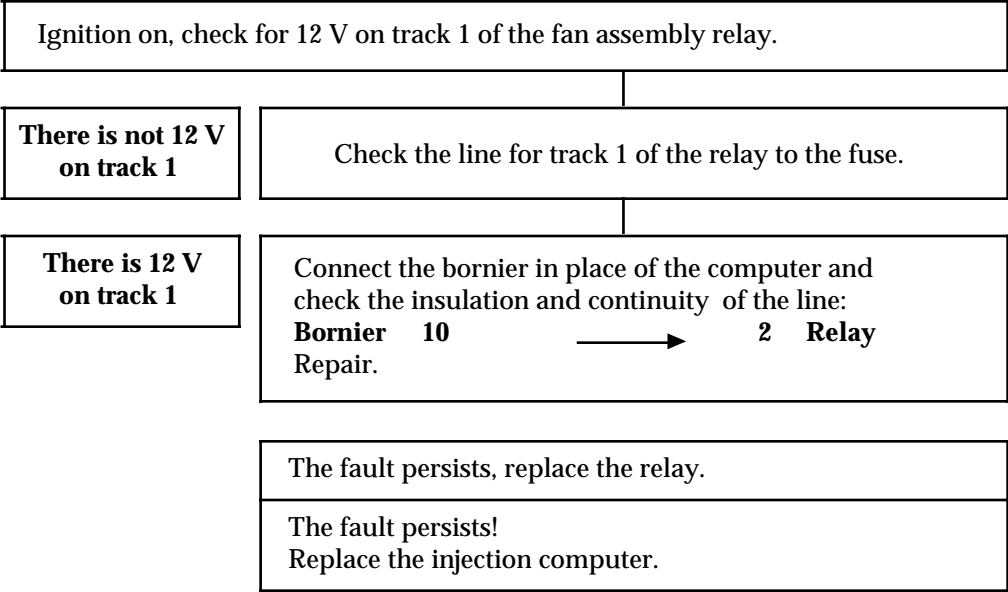 Ignition on, check for 12 V on track 1 of the fan assembly relay.
There is not 12 V
on track 1
Check the line for track 1 of the relay to the fuse.
There is 12 V
on track 1
Connect the bornier in place of the computer and
check the insulation and continuity of the line:
Bornier 10 2 Relay
Repair.
The fault persists, replace the relay.
The fault persists!
Replace the injection computer.